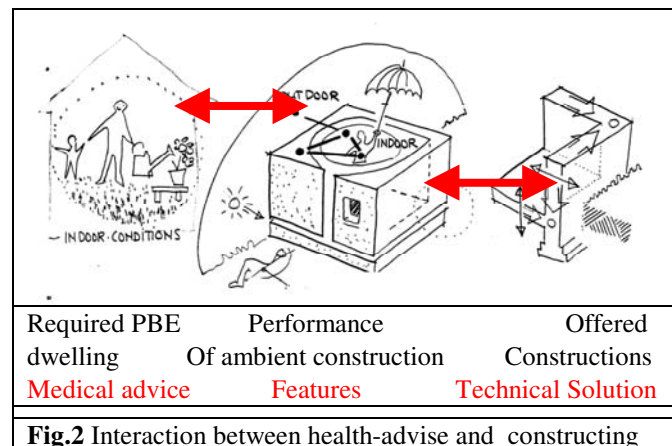 OUTDOOR
INDOOR
- INDOOR·CONDITIONS
Required PBE Performance Offered
dwelling Of ambient construction Constructions
Medical advice Features Technical Solution
Fig.2 Interaction between health-advise and constructing